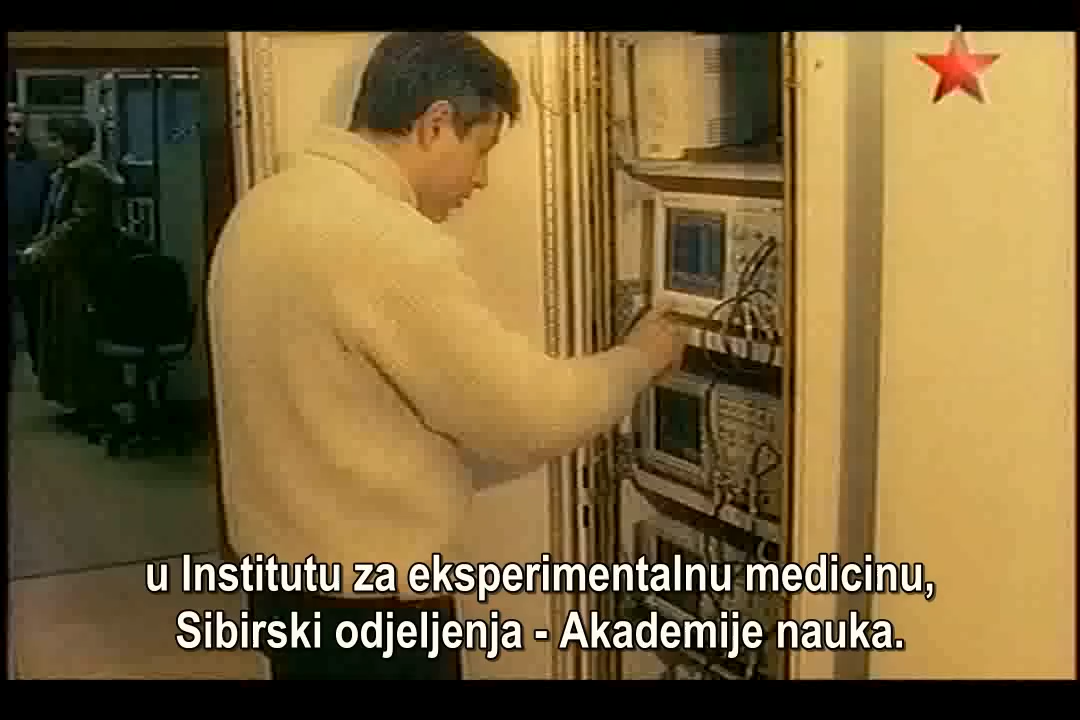 u Institutu za eksperimentalnu medicinu,
Sibirski odjeljenja - Akademije nauka.